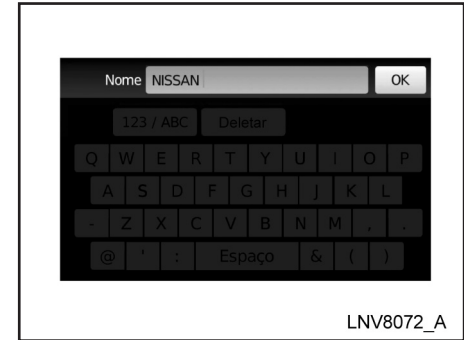 Nome NISSAN OK
123 / ABC Deletar
Q W E R T Y U I O P
A S D F G H J K L
- Z X C V B N M , .
@ ' : Espaço & ( )
LNV8072_A